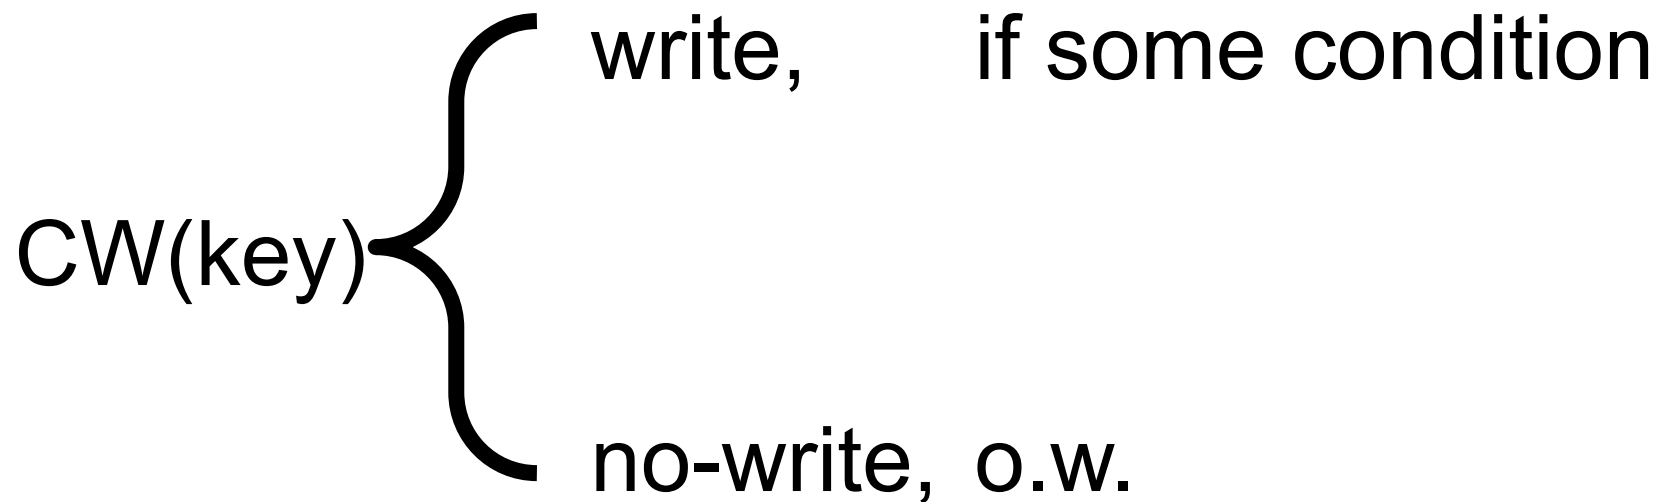 write, if some condition
CW(key)
no-write, o.w.